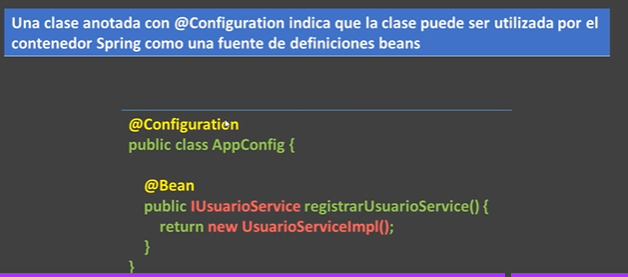 Una clase anotada con @Configuration indica que la clase puede ser utilizada por el
contenedor Spring como una fuente de definiciones beans
@Configuration
public class AppConfig {
@Bean
public IUsuarioService registrarUsuarioService() {
return new UsuarioServiceImpl();
}
}